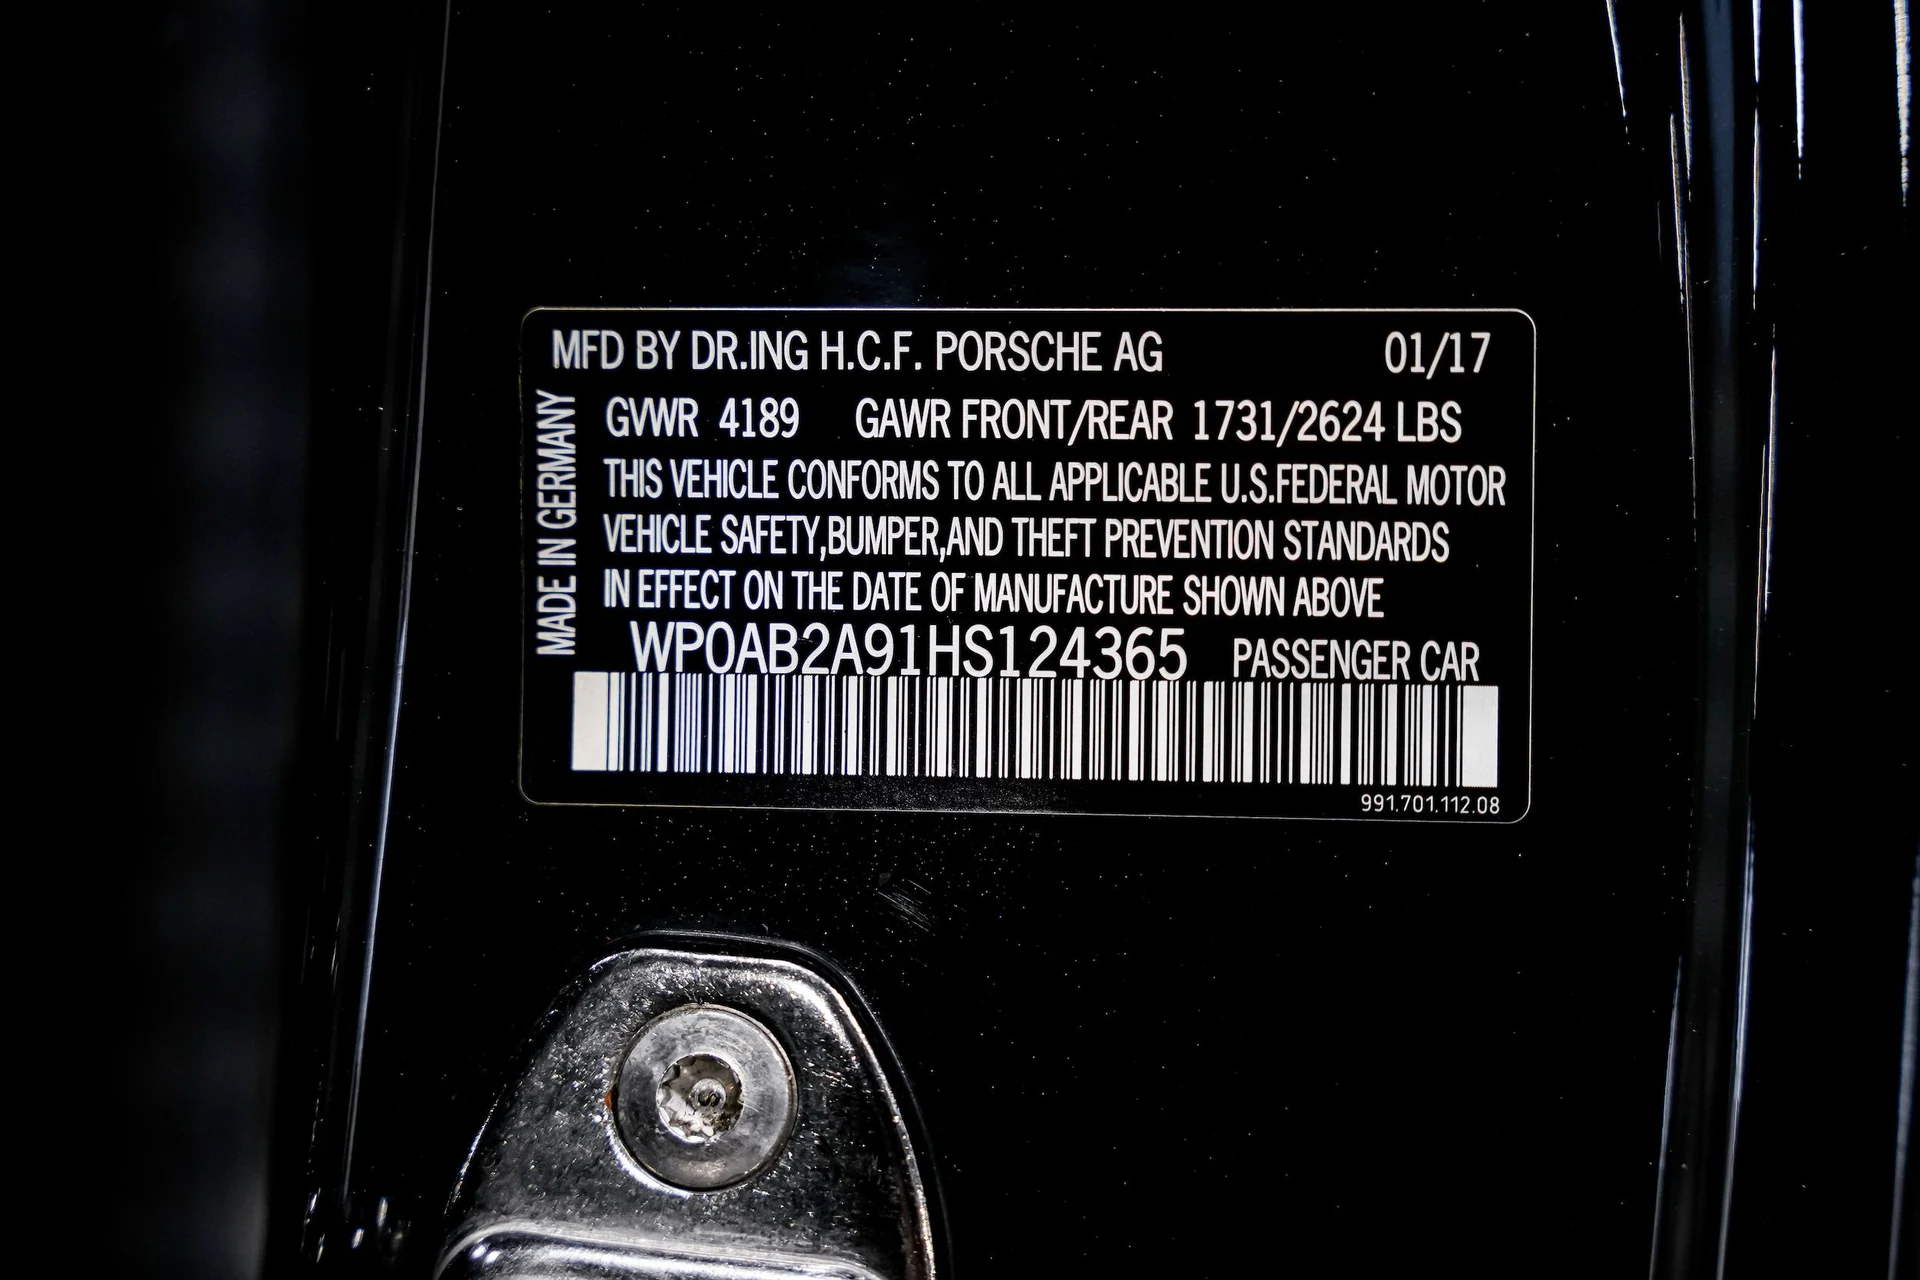 MFD BY DR.ING H.C.F. PORSCHE AG 01/17
MADE IN GERMANY
GVWR 4189 GAWR FRONT/REAR 1731/2624 LBS
THIS VEHICLE CONFORMS TO ALL APPLICABLE U.S.FEDERAL MOTOR
VEHICLE SAFETY,BUMPER,AND THEFT PREVENTION STANDARDS
IN EFFECT ON THE DATE OF MANUFACTURE SHOWN ABOVE
WP0AB2A91HS124365 PASSENGER CAR
991.701.112.08